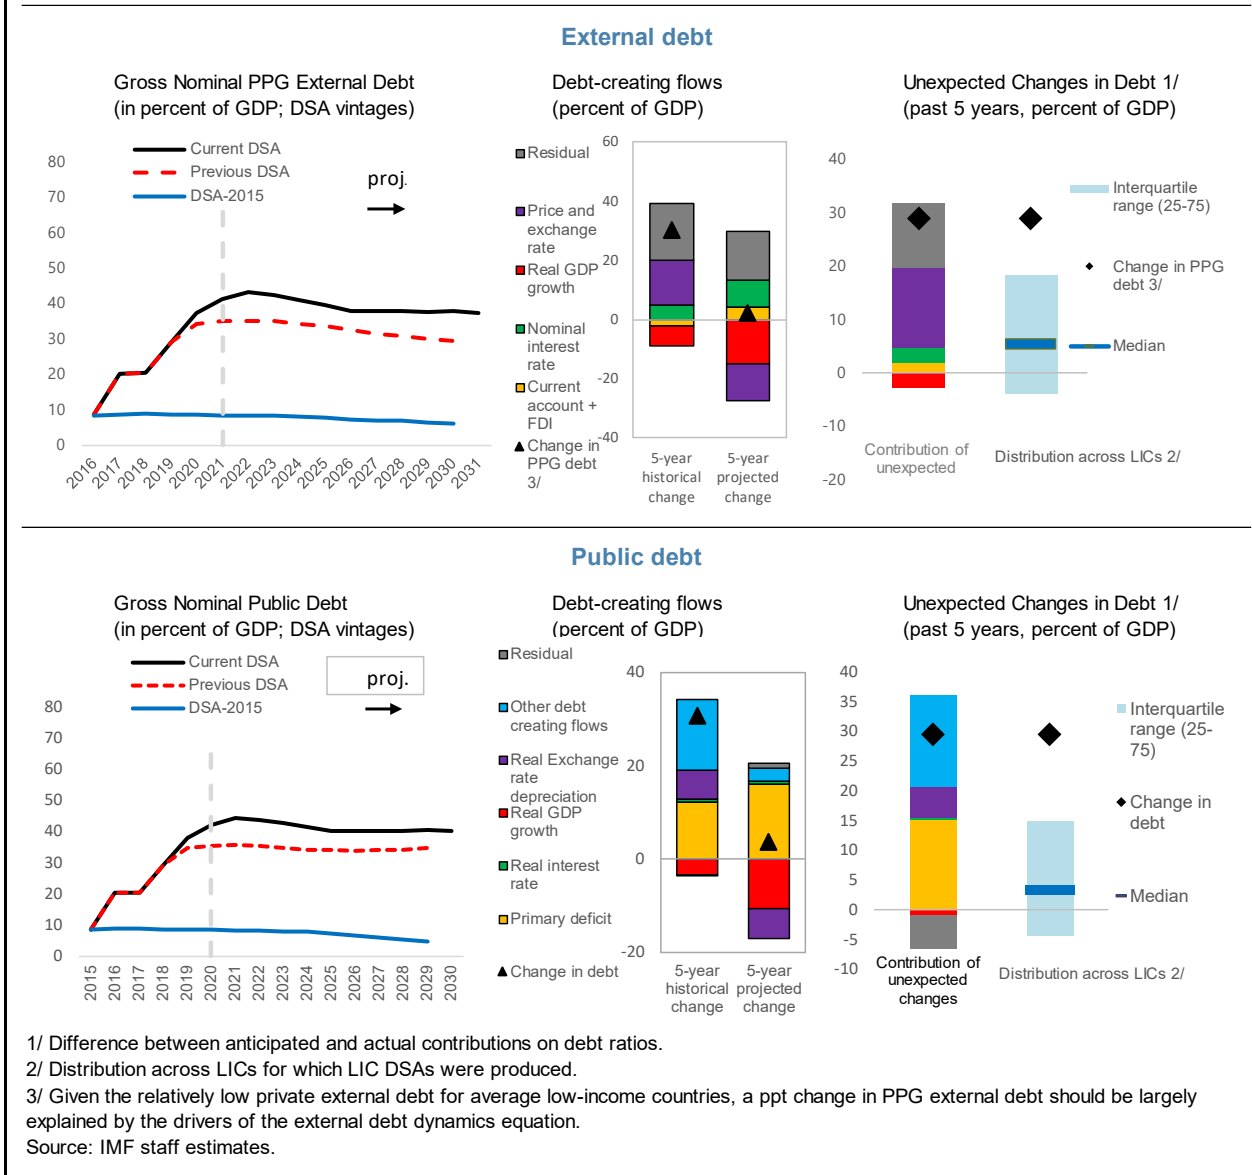 External debt
Gross Nominal PPG External Debt
(in percent of GDP; DSA vintages)
Current DSA
Previous DSA
DSA-2015
proj.
80
70
60
50
40
30
20
10
0
2016
2017
2018
2019
2020
2021
2022
2023
2024
2025
2026
2027
2028
2029
2030
2031
Debt-creating flows
(percent of GDP)
Residual
Price and
exchange
rate
Real GDP
growth
Nominal
interest
rate
Current
account +
FDI
Change in
PPG debt
3/
60
40
20
0
-20
-40
5-year
historical
change
5-year
projected
change
Unexpected Changes in Debt 1/
(past 5 years, percent of GDP)
40
30
20
10
0
-10
-20
Contribution of
unexpected
Distribution across LICs 2/
Interquartile
range (25-75)
Change in PPG
debt 3/
Median
Public debt
Gross Nominal Public Debt
(in percent of GDP; DSA vintages)
Current DSA
Previous DSA
DSA-2015
proj.
80
70
60
50
40
30
20
10
0
2015
2016
2017
2018
2019
2020
2021
2022
2023
2024
2025
2026
2027
2028
2029
2030
Debt-creating flows
(percent of GDP)
Residual
Other debt
creating flows
Real Exchange
rate
depreciation
Real GDP
growth
Real interest
rate
Primary deficit
Change in debt
40
20
0
-20
5-year
historical
change
5-year
projected
change
Unexpected Changes in Debt 1/
(past 5 years, percent of GDP)
40
35
30
25
20
15
10
5
0
-5
-10
Contribution of
unexpected
changes
Distribution across LICs 2/
Interquartile
range (25-
75)
Change in
debt
Median
1/ Difference between anticipated and actual contributions on debt ratios.
2/ Distribution across LICs for which LIC DSAs were produced.
3/ Given the relatively low private external debt for average low-income countries, a ppt change in PPG external debt should be largely
explained by the drivers of the external debt dynamics equation.
Source: IMF staff estimates.